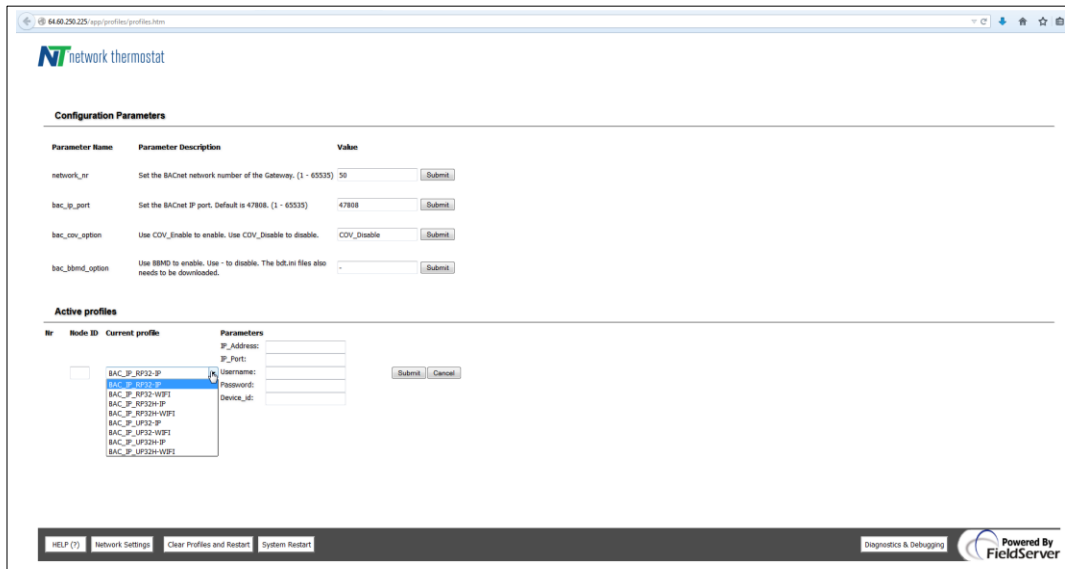 64.60.250.225/app/profiles/profiles.htm
NT network thermostat
Configuration Parameters
Parameter Name Parameter Description Value
network_nr Set the BACnet network number of the Gateway. (1 - 65535) 50 Submit
bac_ip_port Set the BACnet IP port. Default is 47808. (1 - 65535) 47808 Submit
bac_cov_option Use COV_Enable to enable. Use COV_Disable to disable. COV_Disable Submit
bac_bbmd_option Use BBMD to enable. Use - to disable. The bdt.ini files also
needs to be downloaded. - Submit
Active profiles
Nr Node ID Current profile Parameters
IP_Address:
IP_Port:
BAC_IP_RP32-IP Username: Submit Cancel
BAC_IP_RP32-IP Password:
BAC_IP_RP32-WIFI Device_id:
BAC_IP_RP32H-IP
BAC_IP_RP32H-WIFI
BAC_IP_UP32-IP
BAC_IP_UP32-WIFI
BAC_IP_UP32H-IP
BAC_IP_UP32H-WIFI
HELP (?) Network Settings Clear Profiles and Restart System Restart Diagnostics & Debugging Powered By
FieldServer